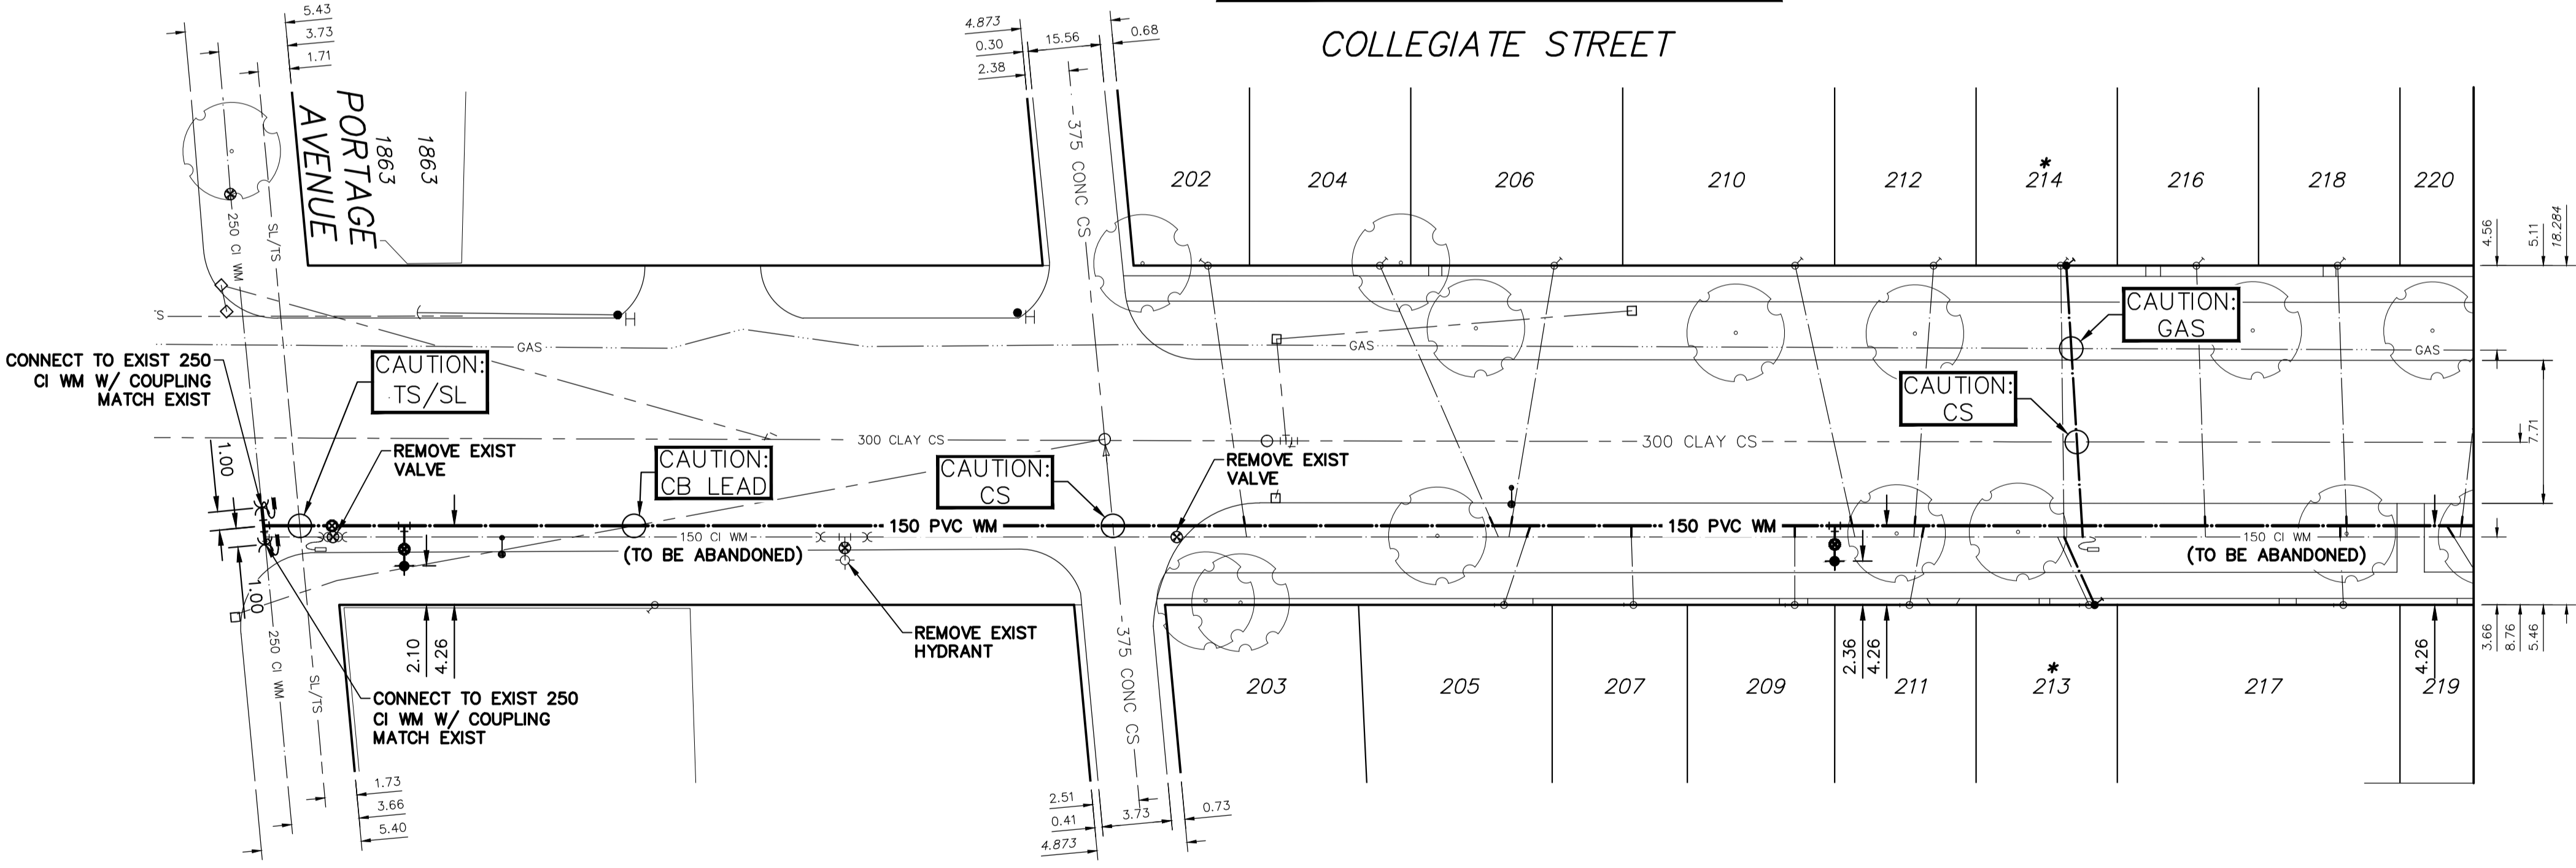 COLLEGIATE STREET
5.43
3.73
1.71
4.873
0.30
2.38
15.56
0.68
PORTAGE
AVENUE
1863
1863
375 CONC CS
250 CI WM
SL/TS
202
204
206
210
212
*
214
216
218
220
4.56
5.11
18.284
TS
GAS
GAS
GAS
CAUTION:
GAS
CONNECT TO EXIST 250
CI WM W/ COUPLING
MATCH EXIST
CAUTION:
TS/SL
CAUTION:
CS
300 CLAY CS
300 CLAY CS
7.71
1.00
REMOVE EXIST
VALVE
CAUTION:
CB LEAD
CAUTION:
CS
REMOVE EXIST
VALVE
150 PVC WM
150 PVC WM
150 CI WM
(TO BE ABANDONED)
150 CI WM
(TO BE ABANDONED)
1.00
250 CI WM
SL/TS
2.10
4.26
REMOVE EXIST
HYDRANT
375 CONC CS
CONNECT TO EXIST 250
CI WM W/ COUPLING
MATCH EXIST
203
205
207
209
2.36
4.26
211
*
213
217
4.26
219
3.66
8.76
5.46
1.73
3.66
5.40
2.51
0.41
4.873
3.73
0.73